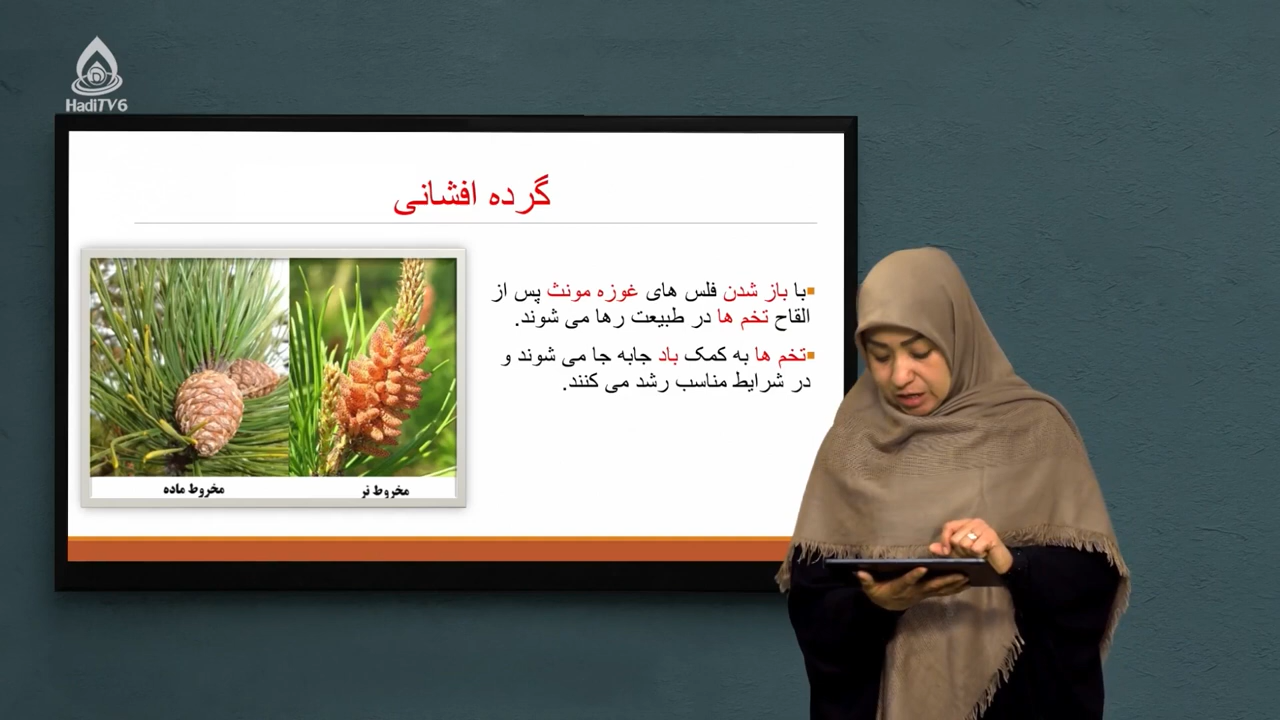 HadiTV6
گرده افشانی
با باز شدن فلس های غوزه مونث پس از
القاح تخم ها در طبیعت رها می شوند.
تخم ها به کمک باد جابه جا می شوند و
در شرایط مناسب رشد می کنند.
مخروط نر
مخروط ماده